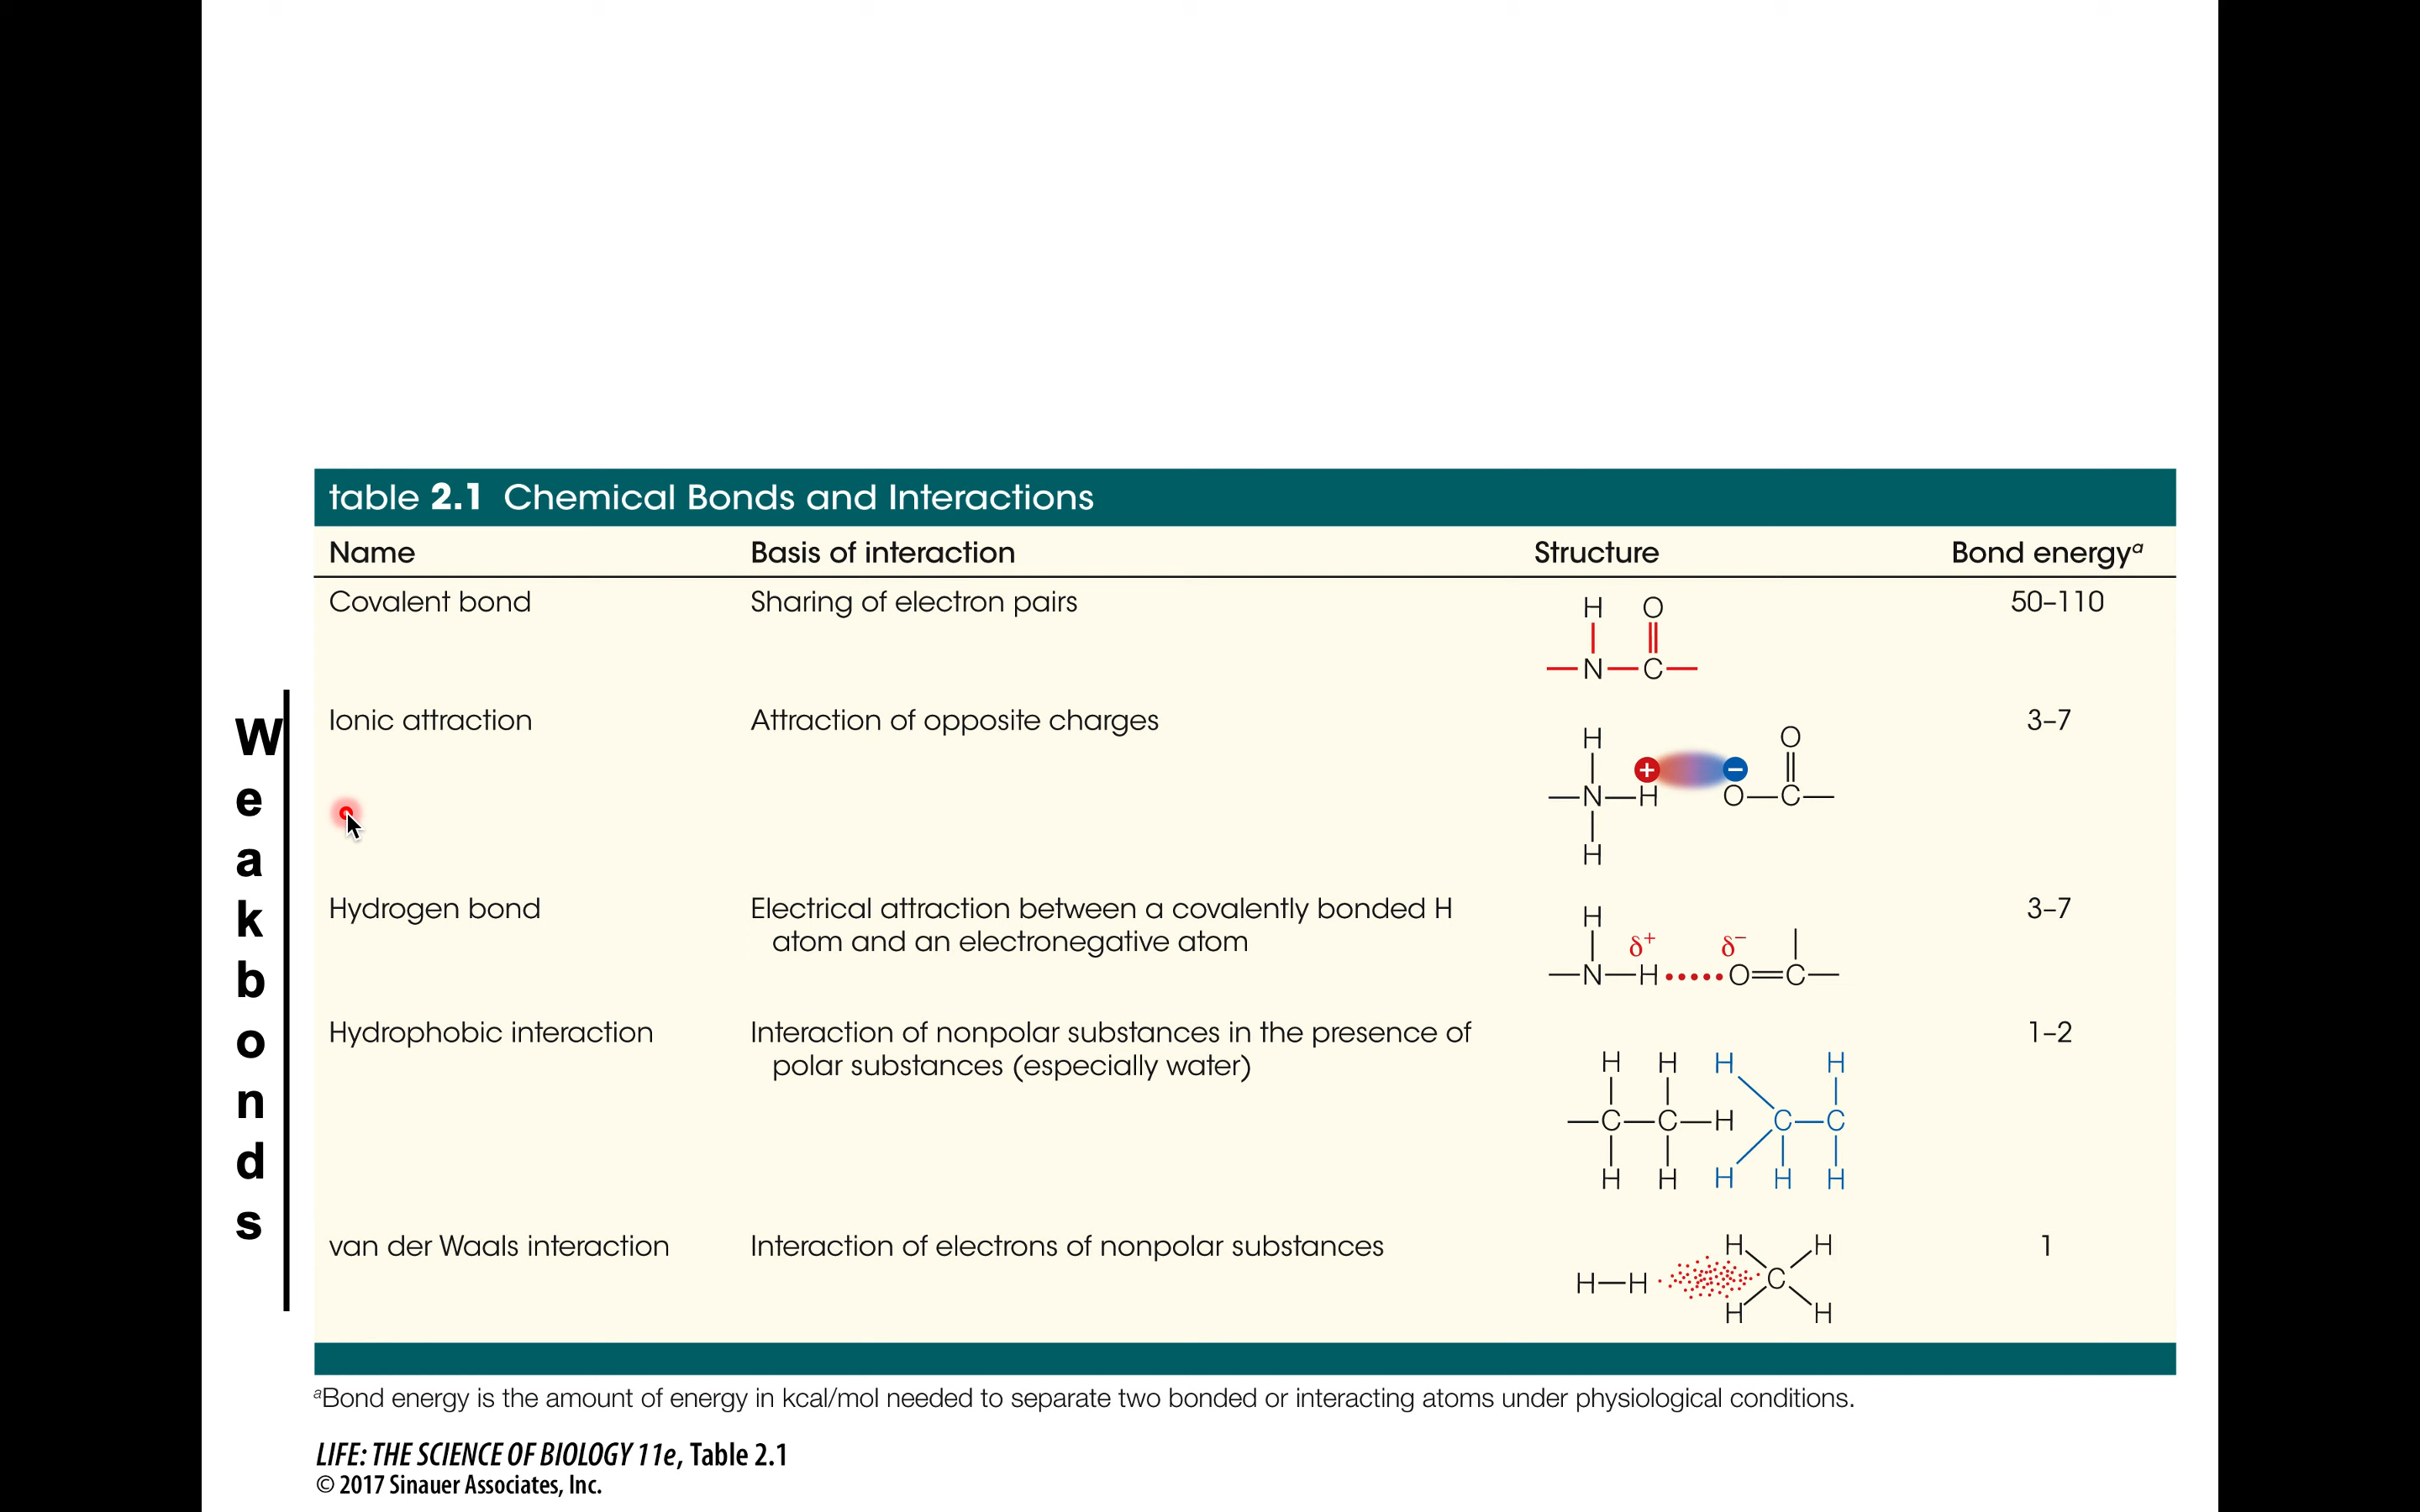 table 2.1 Chemical Bonds and Interactions
Name Basis of interaction Structure Bond energyᵃ
Covalent bond Sharing of electron pairs 50–110
H O
N C
Ionic attraction Attraction of opposite charges 3–7
H O
+ −
N H O C
H
Hydrogen bond Electrical attraction between a covalently bonded H 3–7
atom and an electronegative atom
H
δ⁺ δ⁻
N H O C
Hydrophobic interaction Interaction of nonpolar substances in the presence of 1–2
polar substances (especially water)
H H H H
C C H C C
H H H H H
van der Waals interaction Interaction of electrons of nonpolar substances 1
H H
H H C
H H
Weak bonds
ᵃBond energy is the amount of energy in kcal/mol needed to separate two bonded or interacting atoms under physiological conditions.
LIFE: THE SCIENCE OF BIOLOGY 11e, Table 2.1
© 2017 Sinauer Associates, Inc.